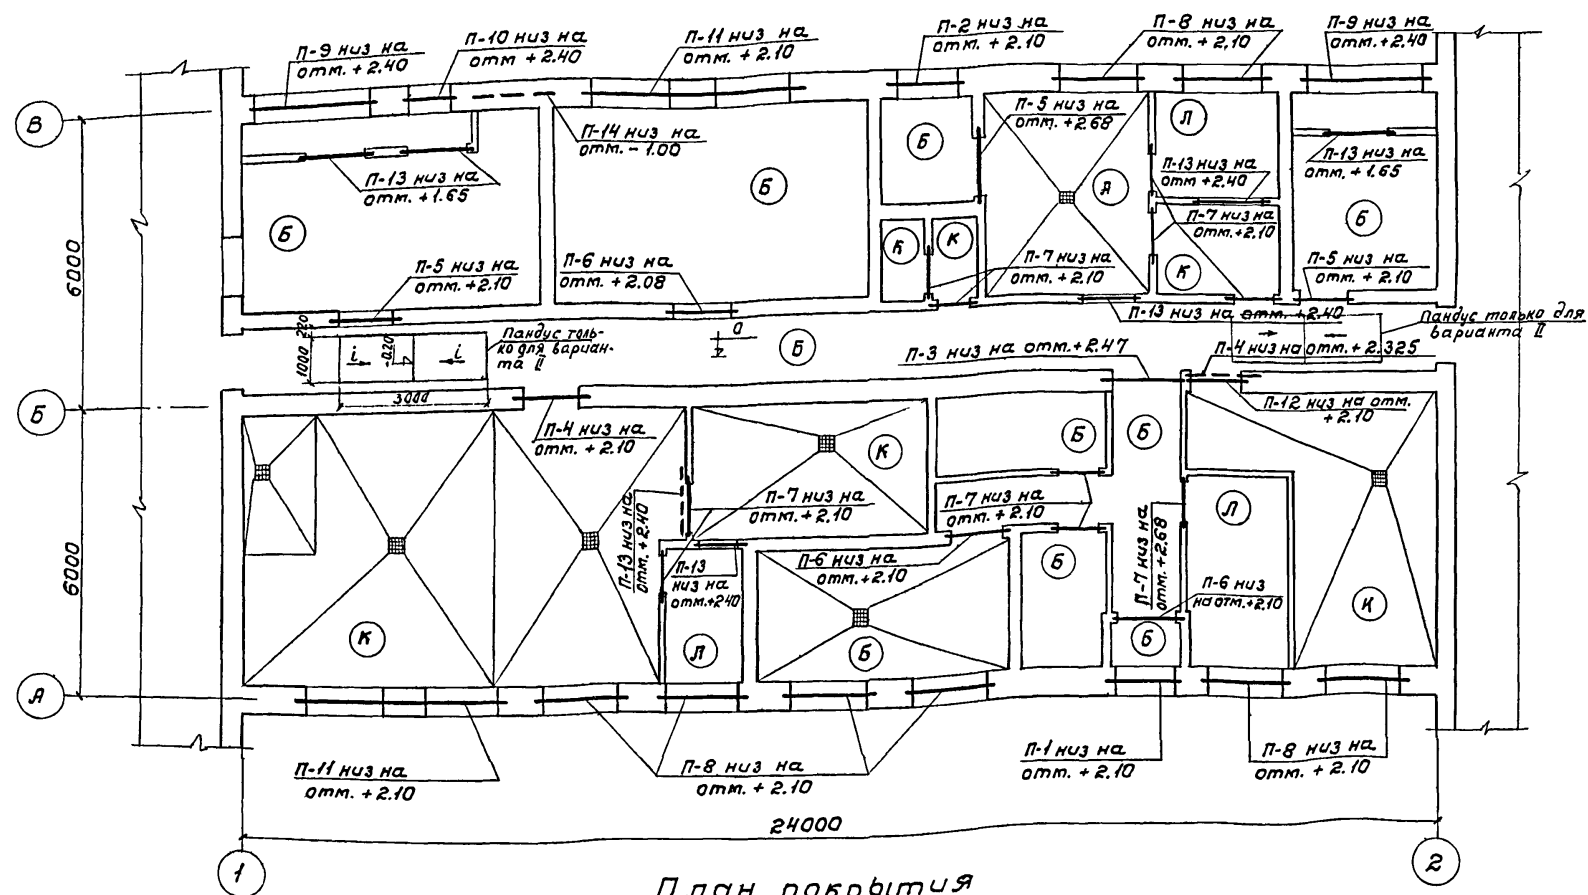 П-9 низ на
отм. + 2.40
П-10 низ на
отм + 2.40
П-11 низ на
отм. + 2.10
П-2 низ на
отм. + 2.10
П-8 низ на
отм. + 2.10
П-9 низ на
отм. +2.40
В
П-14 низ на
отм. - 1.00
П-5 низ на
отм. +2.68
Л
П-13 низ на
отм. +1.65
Б
П-13 низ на
отм +2.40
П-13 низ на
отм. +1.65
Б
А
Б
Б
К
К
П-7 низ на
отм. +2.10
К
6000
П-5 низ на
отм. +2.10
П-6 низ на
отм. +2.08
П-7 низ на
отм. +2.10
П-5 низ на
отм. +2.10
П-13 низ на отм. +2.40
220
1000
i
+0.20
i
Пандус толь-
ко для вариан-
та II
3000
а
Б
Пандус только для
варианта II
П-3 низ на отм. +2.47
П-4 низ на отм. + 2.325
П-12 низ на отм.
+ 2.10
Б
П-4 низ на
отм. + 2.10
К
Б
Б
П-13 низ на
отм. + 2.40
П-7 низ на
отм. +2.10
П-7 низ на
отм. +2.10
П-7 низ на
отм. +2.68
Л
6000
П-13
низ на
отм.+240
П-6 низ на
отм. +2.10
Б
П-6 низ
на отм.+2.10
К
К
Л
Б
Б
А
П-11 низ на
отм. +2.10
П-8 низ на
отм. + 2.10
П-1 низ на
отм. + 2.10
П-8 низ на
отм. + 2.10
24000
1
2
План покрытия